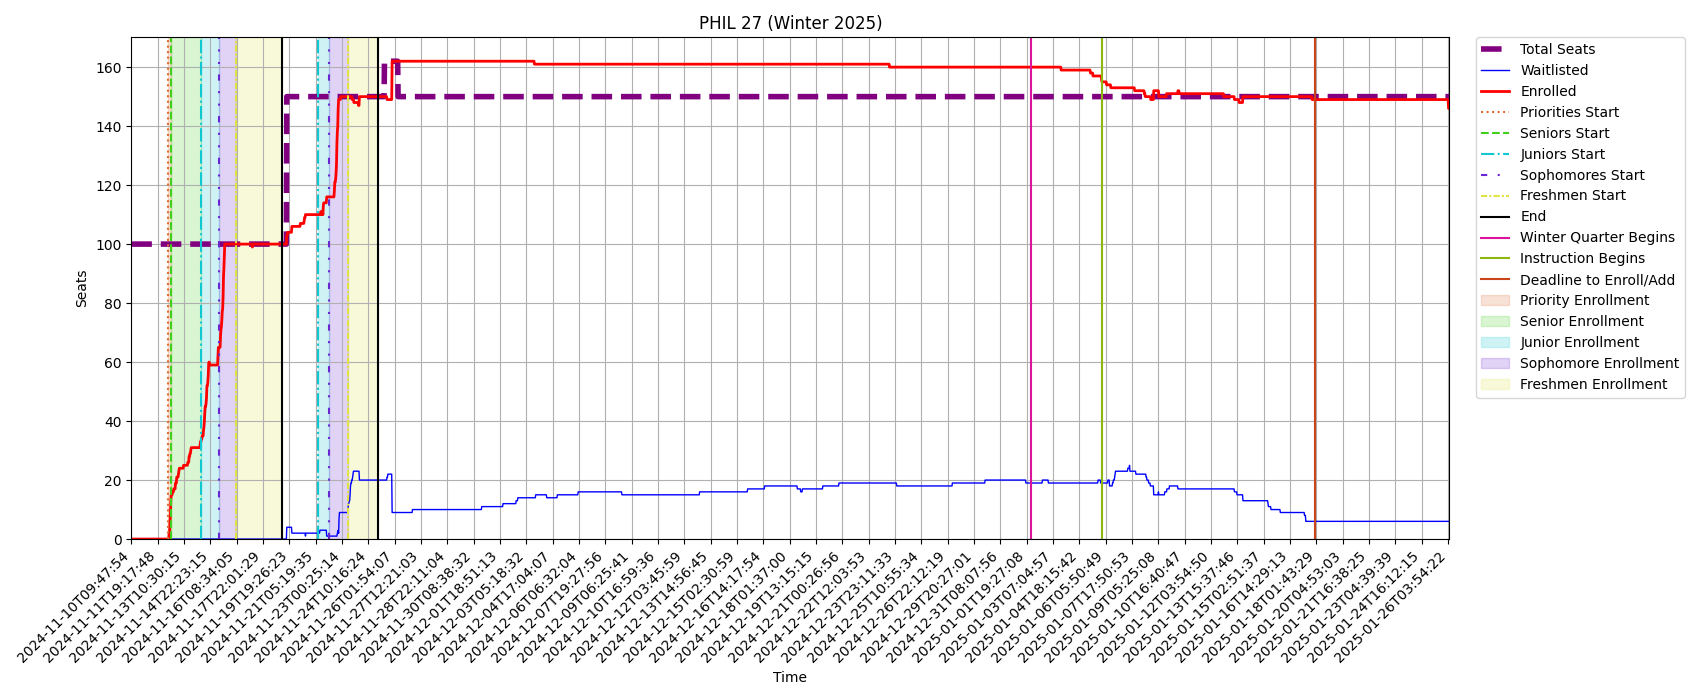 PHIL 27 (Winter 2025)
Seats
160
140
120
100
80
60
40
20
0
2024-11-10T09:47:54
2024-11-11T19:17:48
2024-11-13T10:30:15
2024-11-14T22:23:15
2024-11-16T08:34:05
2024-11-17T22:01:29
2024-11-19T19:26:23
2024-11-21T05:19:35
2024-11-23T00:25:14
2024-11-24T10:16:24
2024-11-26T01:54:07
2024-11-27T12:21:03
2024-11-28T22:11:04
2024-11-30T08:38:32
2024-12-01T18:51:13
2024-12-03T05:18:32
2024-12-04T17:04:07
2024-12-06T06:32:04
2024-12-07T19:27:56
2024-12-09T06:25:41
2024-12-10T16:59:36
2024-12-12T03:45:59
2024-12-13T14:56:45
2024-12-15T02:30:59
2024-12-16T14:17:54
2024-12-18T01:37:00
2024-12-19T13:15:15
2024-12-21T00:26:56
2024-12-22T12:03:53
2024-12-23T23:11:33
2024-12-25T10:55:34
2024-12-26T22:12:19
2024-12-29T20:27:01
2024-12-31T08:07:56
2025-01-01T19:27:08
2025-01-03T07:04:57
2025-01-04T18:15:42
2025-01-06T05:50:49
2025-01-07T17:50:53
2025-01-09T05:25:08
2025-01-10T16:40:47
2025-01-12T03:54:50
2025-01-13T15:37:46
2025-01-15T02:51:37
2025-01-16T14:29:13
2025-01-18T01:43:29
2025-01-20T04:53:03
2025-01-21T16:38:25
2025-01-23T04:39:39
2025-01-24T16:12:15
2025-01-26T03:54:22
Time
Total Seats
Waitlisted
Enrolled
Priorities Start
Seniors Start
Juniors Start
Sophomores Start
Freshmen Start
End
Winter Quarter Begins
Instruction Begins
Deadline to Enroll/Add
Priority Enrollment
Senior Enrollment
Junior Enrollment
Sophomore Enrollment
Freshmen Enrollment